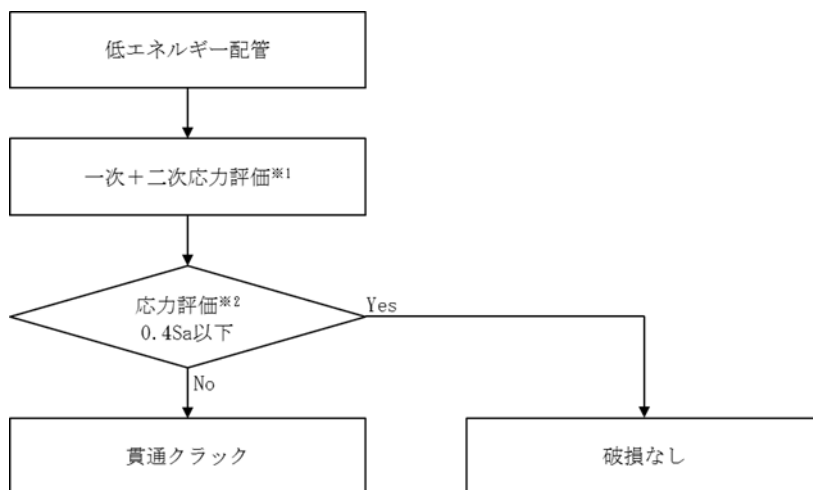 低エネルギー配管
一次＋二次応力評価※1
応力評価※2
0.4Sa以下
Yes
No
貫通クラック
破損なし